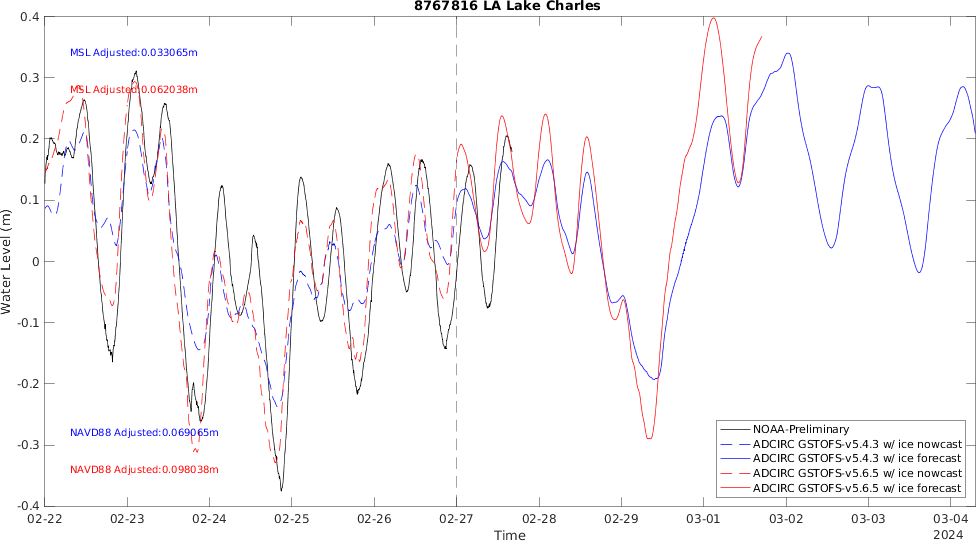 8767816 LA Lake Charles
0.4
0.3
0.2
0.1
0
-0.1
-0.2
-0.3
-0.4
Water Level (m)
MSL Adjusted:0.033065m
MSL Adjusted:0.062038m
NAVD88 Adjusted:0.069065m
NAVD88 Adjusted:0.098038m
NOAA-Preliminary
ADCIRC GSTOFS-v5.4.3 w/ ice nowcast
ADCIRC GSTOFS-v5.4.3 w/ ice forecast
ADCIRC GSTOFS-v5.6.5 w/ ice nowcast
ADCIRC GSTOFS-v5.6.5 w/ ice forecast
02-22 02-23 02-24 02-25 02-26 02-27 02-28 02-29 03-01 03-02 03-03 03-04
2024
Time